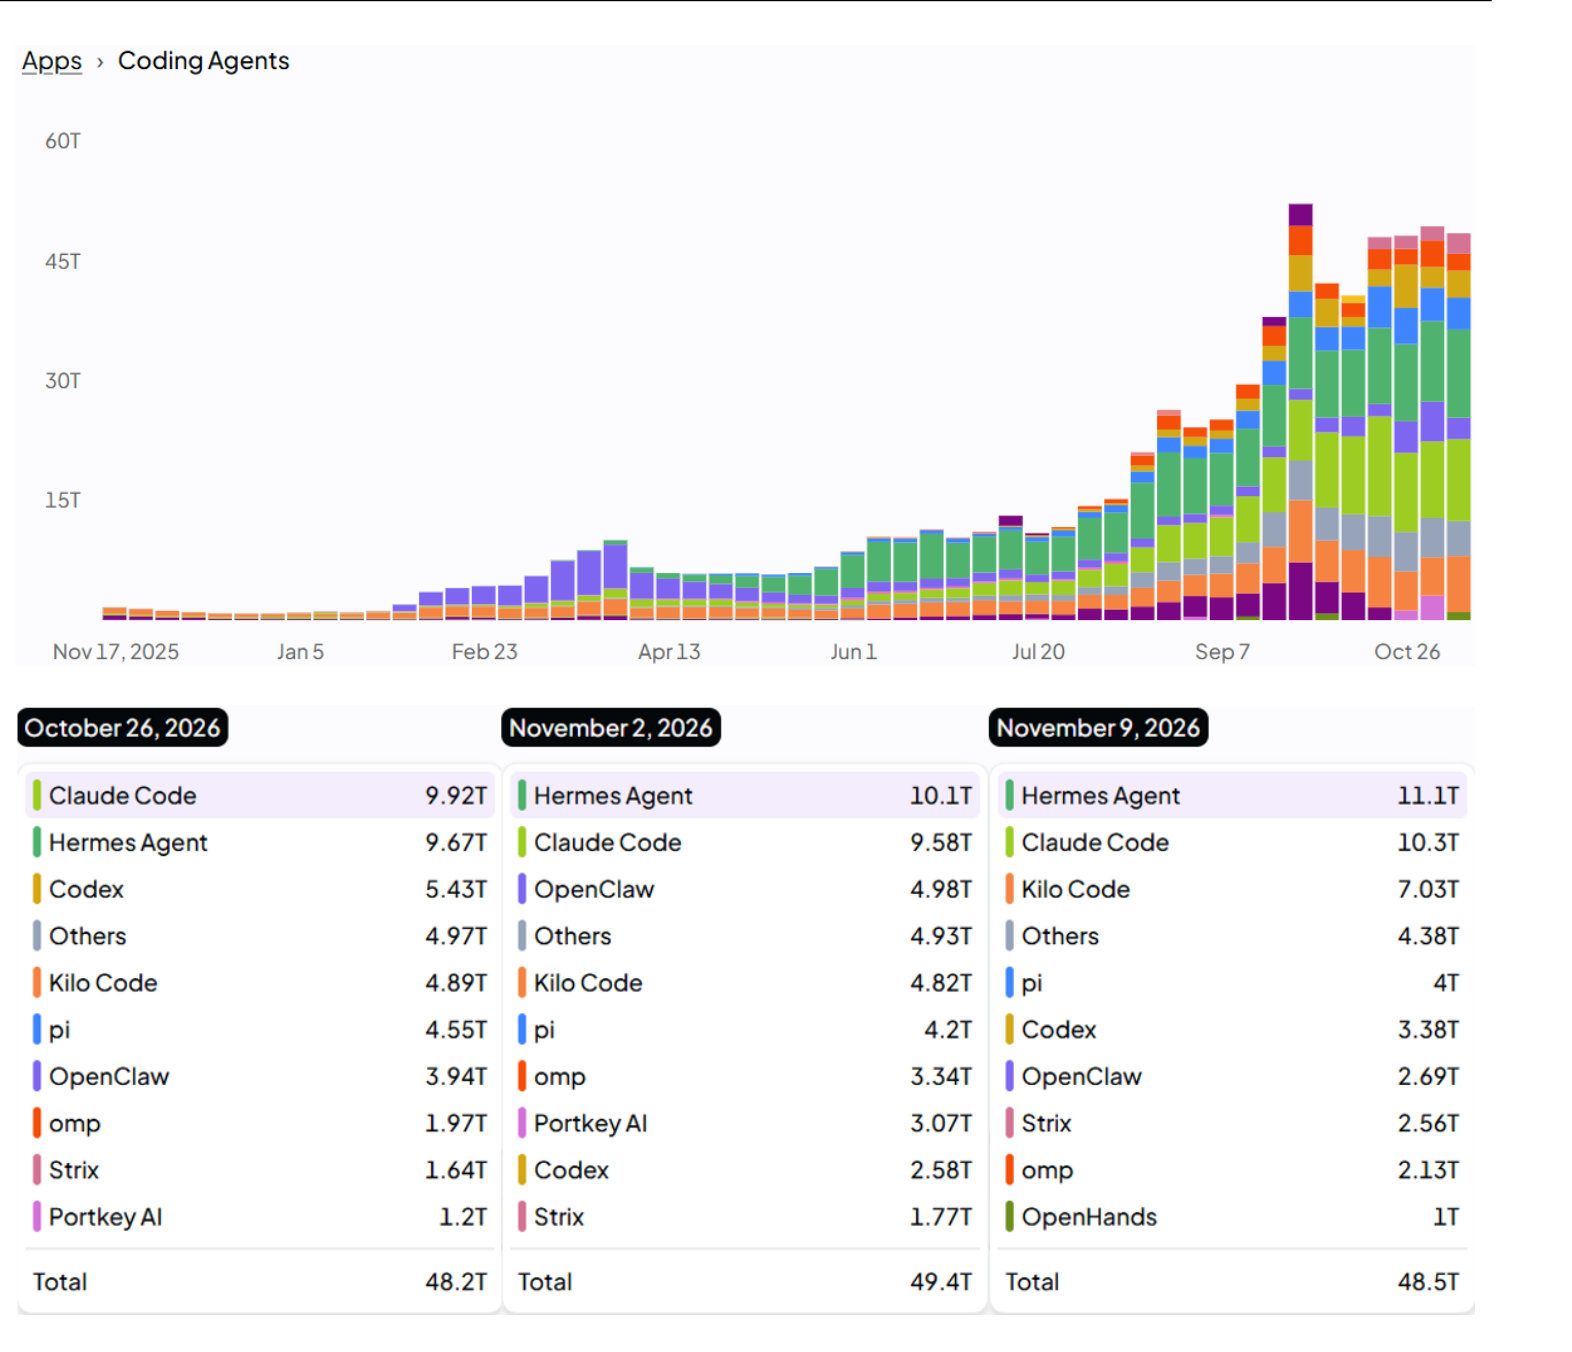 Apps › Coding Agents
60T
45T
30T
15T
Nov 17, 2025 Jan 5 Feb 23 Apr 13 Jun 1 Jul 20 Sep 7 Oct 26
October 26, 2026
Claude Code 9.92T
Hermes Agent 9.67T
Codex 5.43T
Others 4.97T
Kilo Code 4.89T
pi 4.55T
OpenClaw 3.94T
omp 1.97T
Strix 1.64T
Portkey AI 1.2T
Total 48.2T
November 2, 2026
Hermes Agent 10.1T
Claude Code 9.58T
OpenClaw 4.98T
Others 4.93T
Kilo Code 4.82T
pi 4.2T
omp 3.34T
Portkey AI 3.07T
Codex 2.58T
Strix 1.77T
Total 49.4T
November 9, 2026
Hermes Agent 11.1T
Claude Code 10.3T
Kilo Code 7.03T
Others 4.38T
pi 4T
Codex 3.38T
OpenClaw 2.69T
Strix 2.56T
omp 2.13T
OpenHands 1T
Total 48.5T